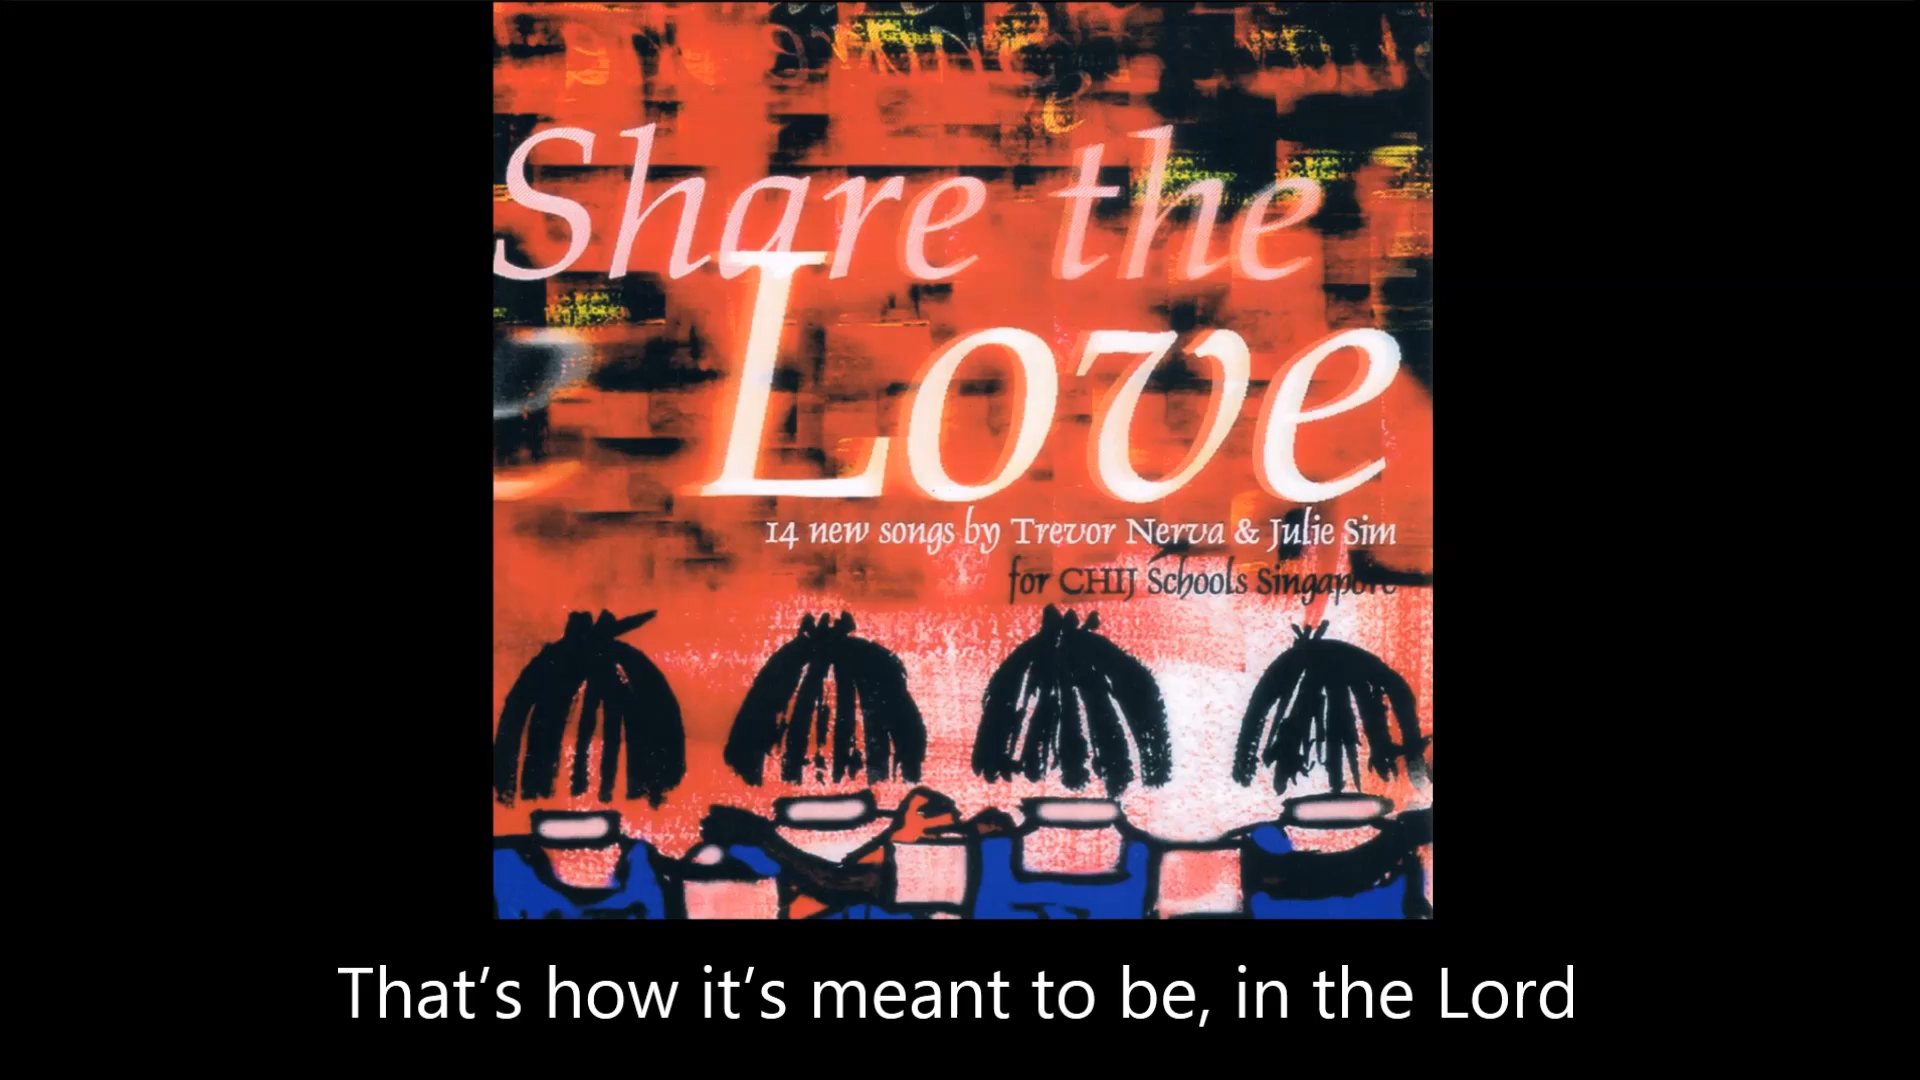 Share the
Love
14 new songs by Trevor Nerva & Julie Sim
for CHIJ Schools Singapore
That’s how it’s meant to be, in the Lord